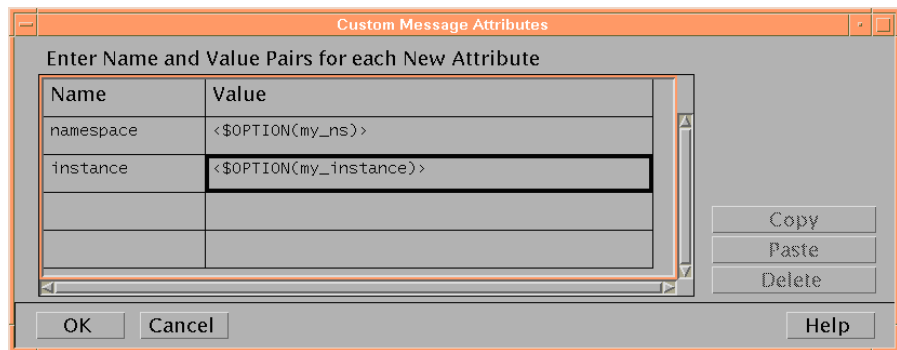 Custom Message Attributes
Enter Name and Value Pairs for each New Attribute
Name Value
namespace <$OPTION(my_ns)>
instance <$OPTION(my_instance)>
Copy
Paste
Delete
OK Cancel Help